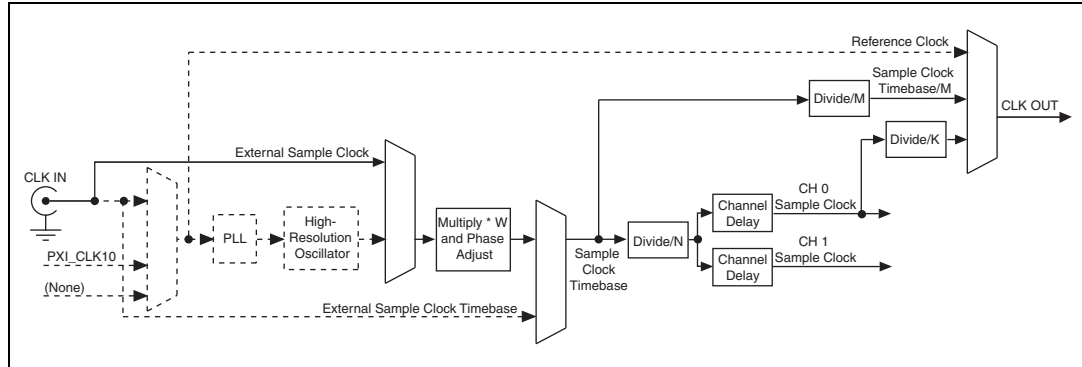 Reference Clock
Sample Clock
Timebase/M
Divide/M
CLK OUT
External Sample Clock
Divide/K
CLK IN
CH 0
Sample Clock
Channel
Delay
High-
Resolution
Oscillator
PLL
Multiply * W
and Phase
Adjust
Divide/N
PXI_CLK10
CH 1
Sample Clock
Channel
Delay
Sample
Clock
Timebase
(None)
External Sample Clock Timebase